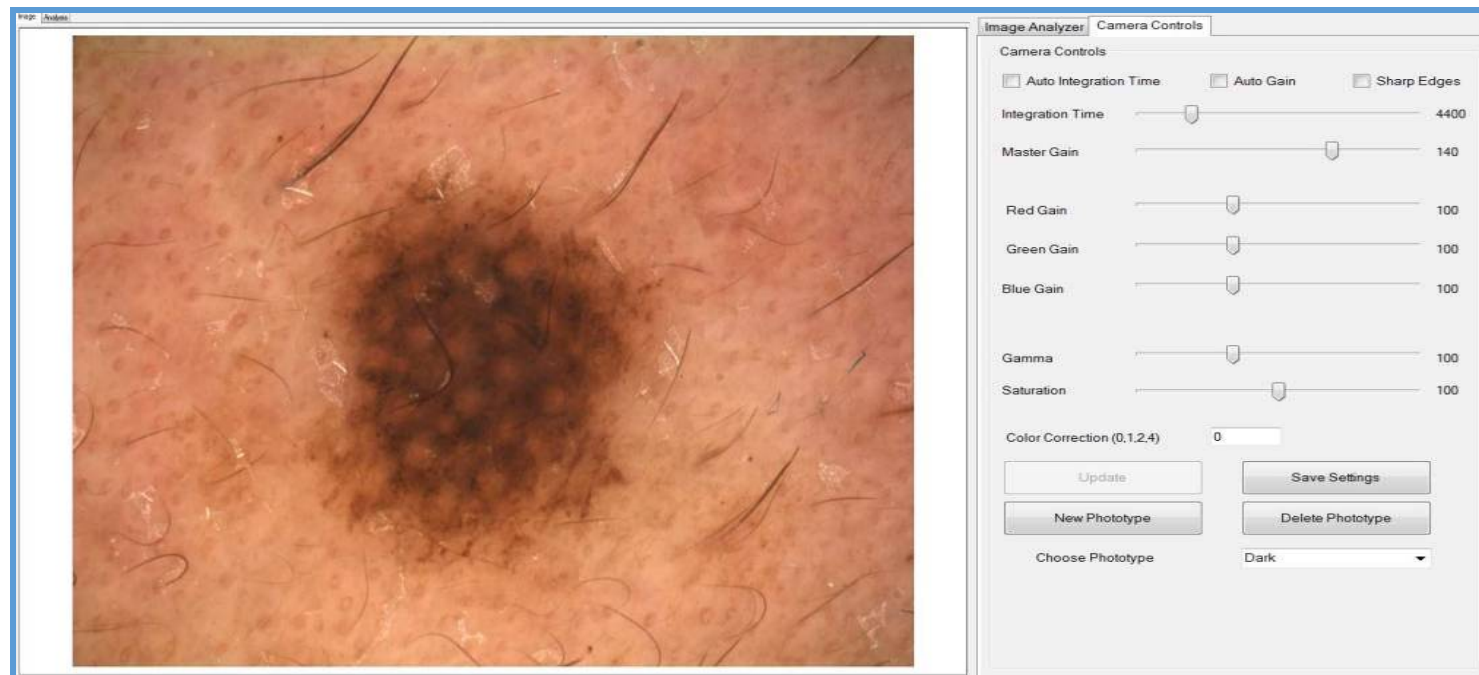 Image Analysis
Image Analyzer Camera Controls
Camera Controls
Auto Integration Time Auto Gain Sharp Edges
Integration Time 4400
Master Gain 140
Red Gain 100
Green Gain 100
Blue Gain 100
Gamma 100
Saturation 100
Color Correction (0,1,2,4) 0
Update Save Settings
New Phototype Delete Phototype
Choose Phototype Dark